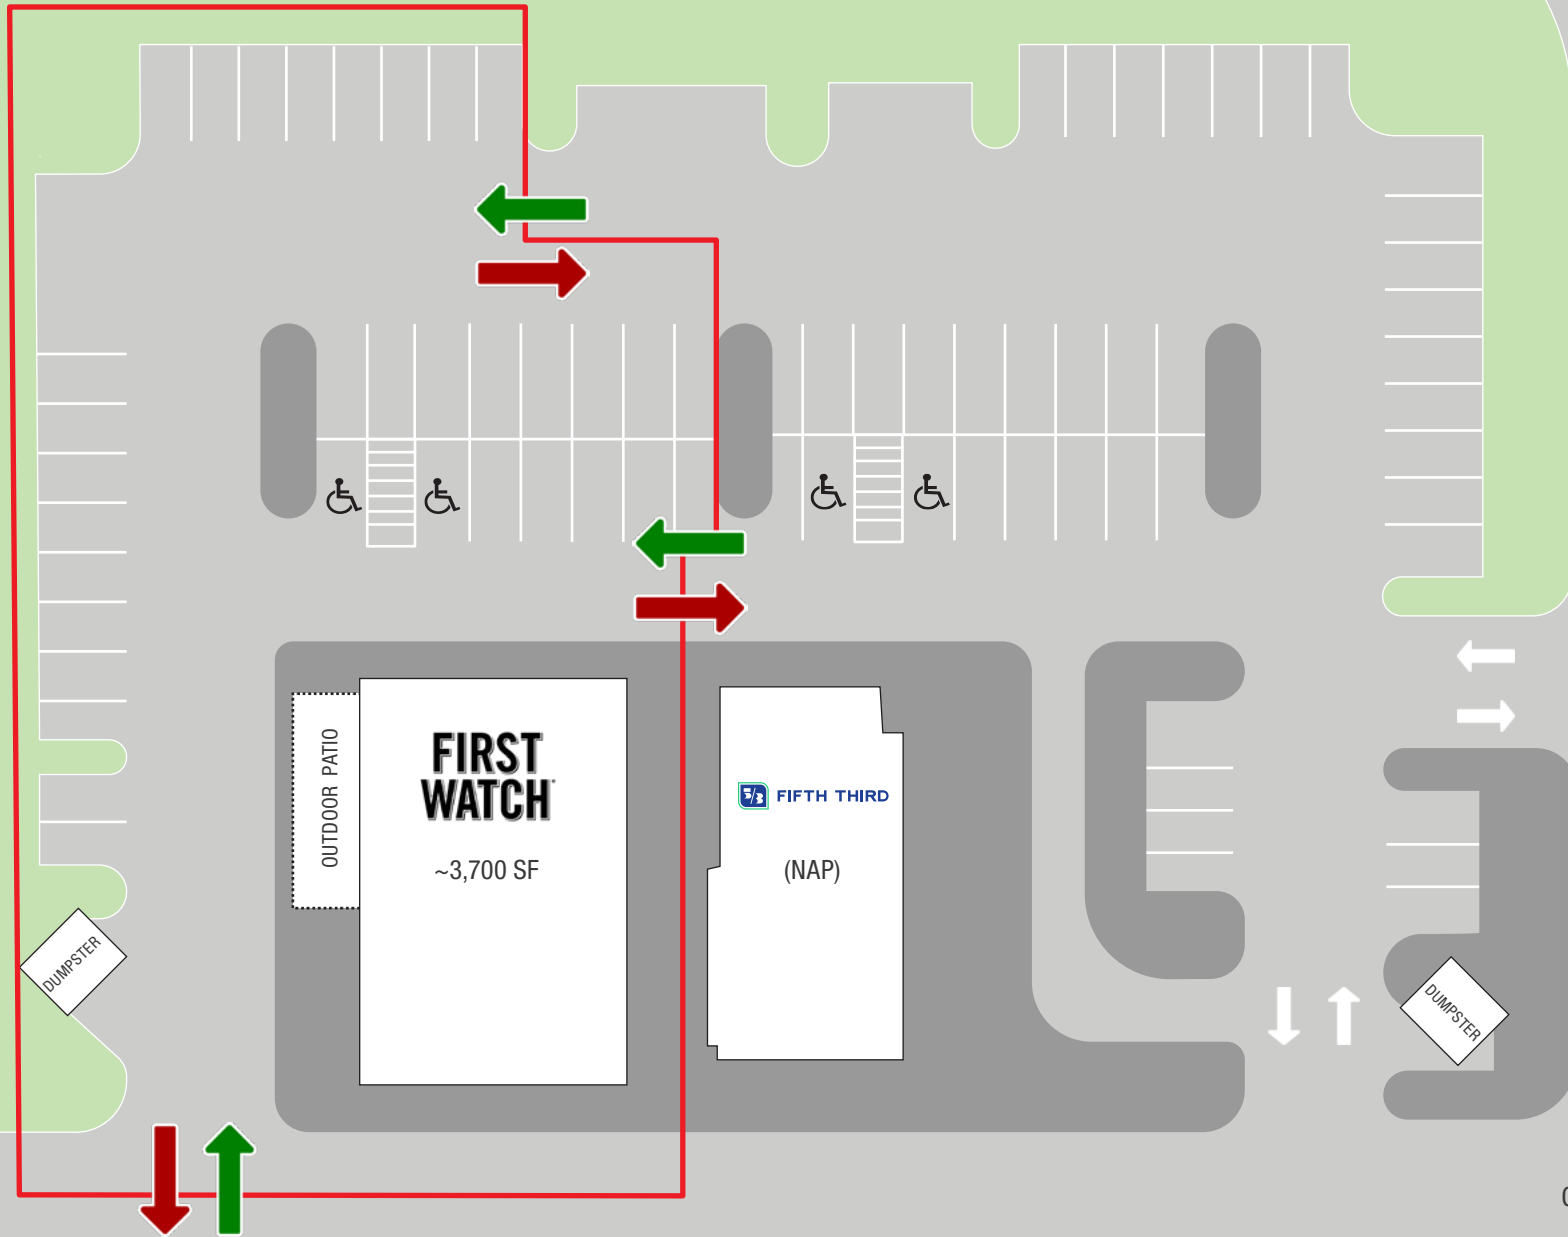 OUTDOOR PATIO
FIRST
WATCH
~3,700 SF
FIFTH THIRD
(NAP)
DUMPSTER
DUMPSTER